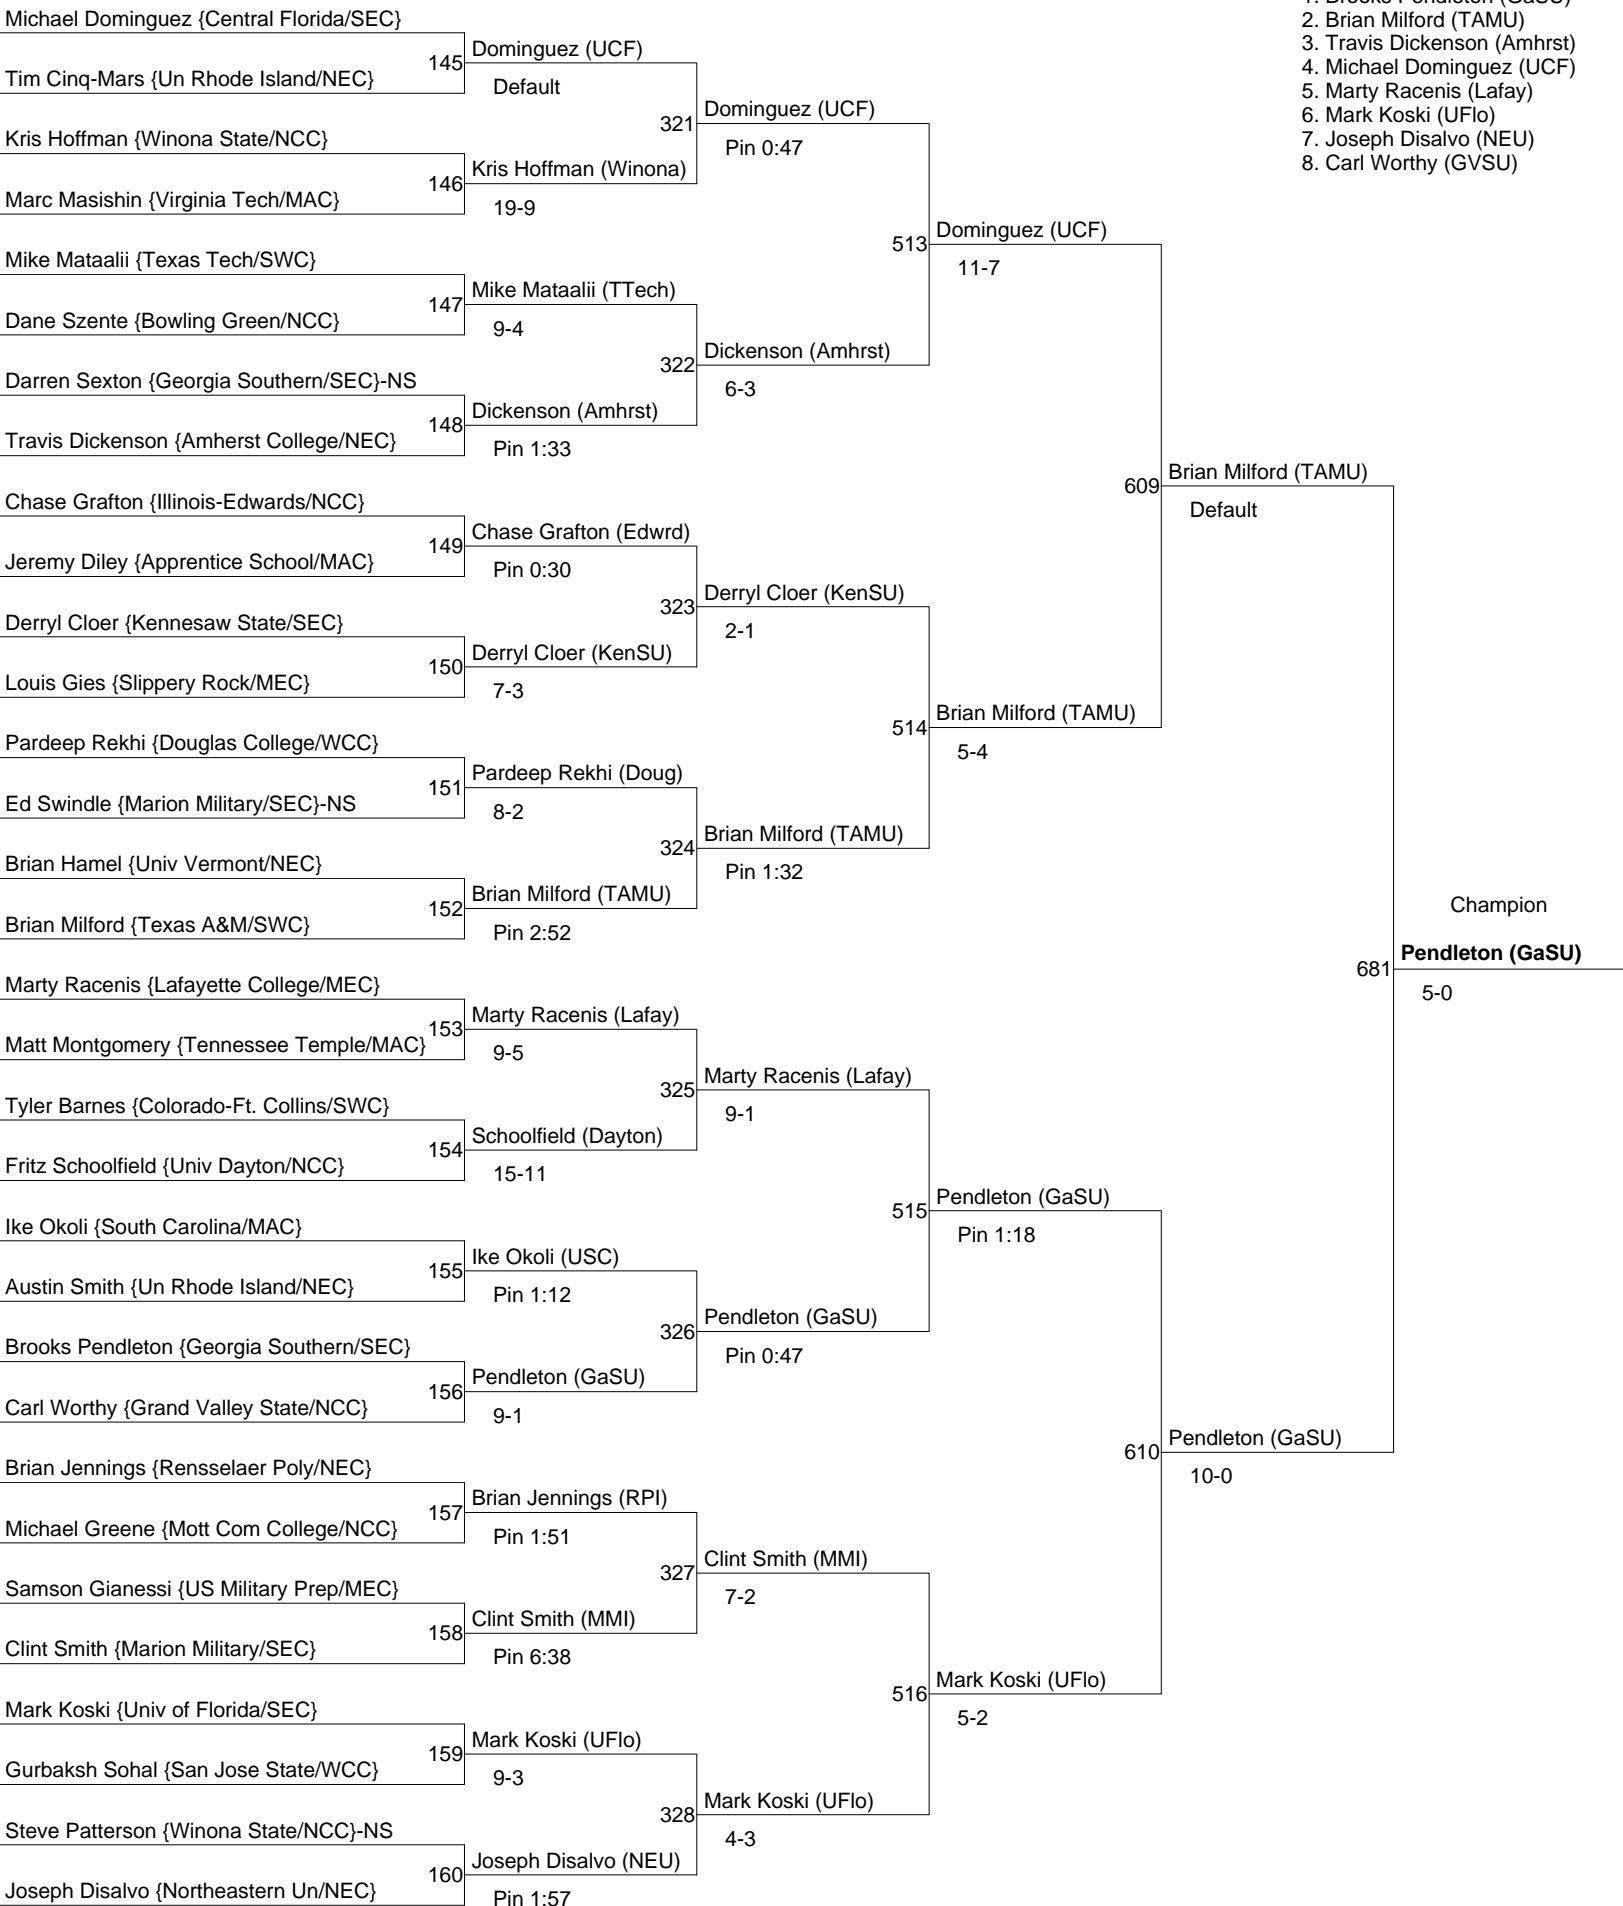 Michael Dominguez {Central Florida/SEC}
145
Tim Cinq-Mars {Un Rhode Island/NEC}
Kris Hoffman {Winona State/NCC}
146
Marc Masishin {Virginia Tech/MAC}
Mike Mataalii {Texas Tech/SWC}
147
Dane Szente {Bowling Green/NCC}
Darren Sexton {Georgia Southern/SEC}-NS
148
Travis Dickenson {Amherst College/NEC}
Chase Grafton {Illinois-Edwards/NCC}
149
Jeremy Diley {Apprentice School/MAC}
Derryl Cloer {Kennesaw State/SEC}
150
Louis Gies {Slippery Rock/MEC}
Pardeep Rekhi {Douglas College/WCC}
151
Ed Swindle {Marion Military/SEC}-NS
Brian Hamel {Univ Vermont/NEC}
152
Brian Milford {Texas A&M/SWC}
Marty Racenis {Lafayette College/MEC}
153
Matt Montgomery {Tennessee Temple/MAC}
Tyler Barnes {Colorado-Ft. Collins/SWC}
154
Fritz Schoolfield {Univ Dayton/NCC}
Ike Okoli {South Carolina/MAC}
155
Austin Smith {Un Rhode Island/NEC}
Brooks Pendleton {Georgia Southern/SEC}
156
Carl Worthy {Grand Valley State/NCC}
Brian Jennings {Rensselaer Poly/NEC}
157
Michael Greene {Mott Com College/NCC}
Samson Gianessi {US Military Prep/MEC}
158
Clint Smith {Marion Military/SEC}
Mark Koski {Univ of Florida/SEC}
159
Gurbaksh Sohal {San Jose State/WCC}
Steve Patterson {Winona State/NCC}-NS
160
Joseph Disalvo {Northeastern Un/NEC}
Dominguez (UCF)
Default
321
Kris Hoffman (Winona)
19-9
Mike Mataalii (TTech)
9-4
322
Dickenson (Amhrst)
Pin 1:33
Chase Grafton (Edwrd)
Pin 0:30
323
Derryl Cloer (KenSU)
7-3
Pardeep Rekhi (Doug)
8-2
324
Brian Milford (TAMU)
Pin 2:52
Marty Racenis (Lafay)
9-5
325
Schoolfield (Dayton)
15-11
Ike Okoli (USC)
Pin 1:12
326
Pendleton (GaSU)
9-1
Brian Jennings (RPI)
Pin 1:51
327
Clint Smith (MMI)
Pin 6:38
Mark Koski (UFlo)
9-3
328
Joseph Disalvo (NEU)
Pin 1:57
Dominguez (UCF)
Pin 0:47
513
Dickenson (Amhrst)
6-3
Derryl Cloer (KenSU)
2-1
514
Brian Milford (TAMU)
Pin 1:32
Marty Racenis (Lafay)
9-1
515
Pendleton (GaSU)
Pin 0:47
Clint Smith (MMI)
7-2
516
Mark Koski (UFlo)
4-3
Dominguez (UCF)
11-7
609
Brian Milford (TAMU)
5-4
Pendleton (GaSU)
Pin 1:18
610
Mark Koski (UFlo)
5-2
Brian Milford (TAMU)
Default
681
Pendleton (GaSU)
10-0
Champion
Pendleton (GaSU)
5-0
1. Brooks Pendleton (GaSU)
2. Brian Milford (TAMU)
3. Travis Dickenson (Amhrst)
4. Michael Dominguez (UCF)
5. Marty Racenis (Lafay)
6. Mark Koski (UFlo)
7. Joseph Disalvo (NEU)
8. Carl Worthy (GVSU)